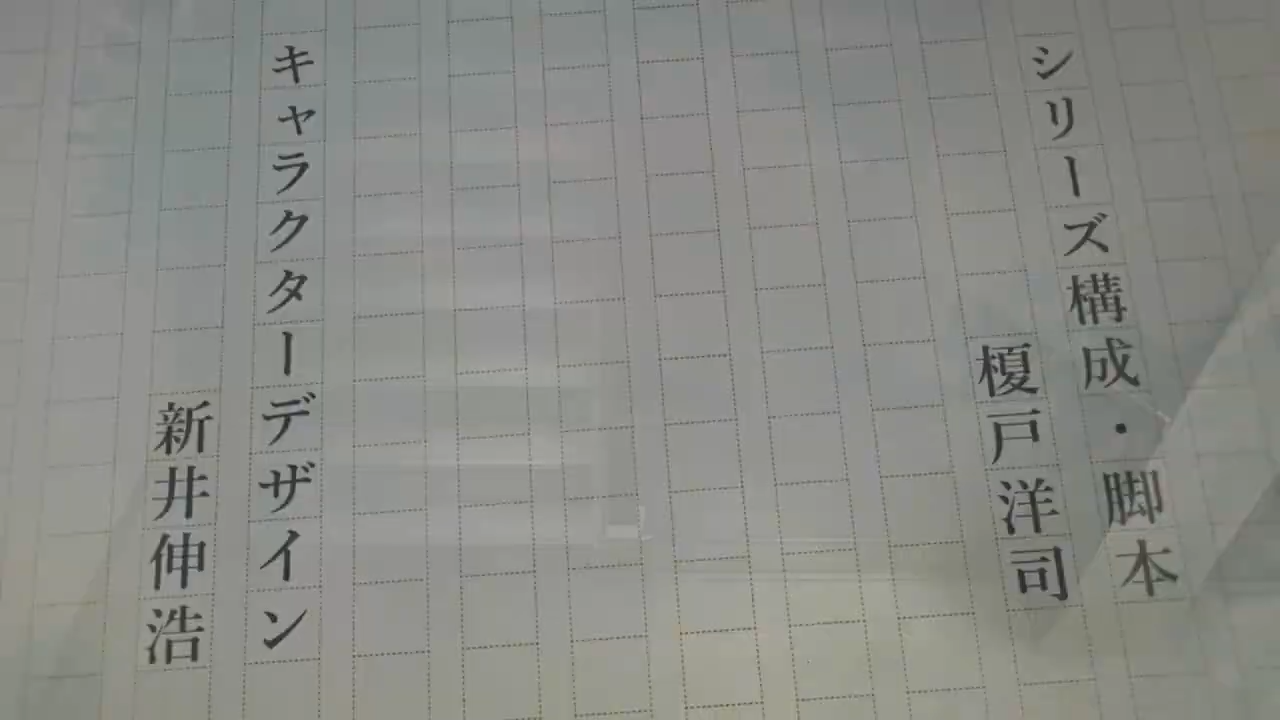 シリーズ構成・脚本
榎戸洋司
キャラクターデザイン
新井伸浩